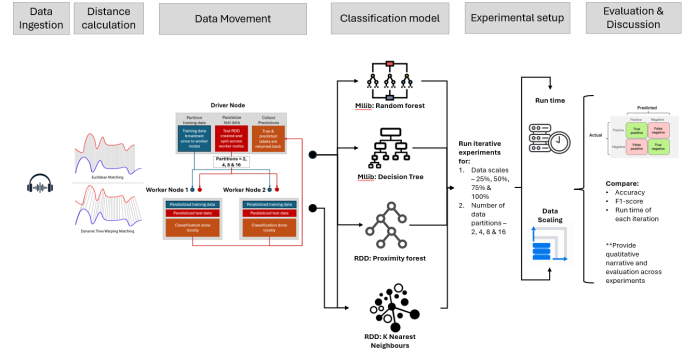 Data
Ingestion
Distance
calculation
Data Movement
Classification model
Experimental setup
Evaluation &
Discussion
Driver Node
Partition
training data
Parallelize
test data
Collect
Predictions
Training data
broadcast
once to worker
nodes
Test RDD
created and
split across
worker nodes
True &
predicted
labels are
returned back
Partitions = 2,
4, 8 & 16
Worker Node 1
Worker Node 2
Parallelized training data
Parallelized test data
Classification done
locally
Parallelized training data
Parallelized test data
Classification done
locally
Euclidean Matching
Dynamic Time Warping Matching
MLlib: Random forest
MLlib: Decision Tree
RDD: Proximity forest
RDD: K Nearest
Neighbours
Run iterative
experiments
for:
1. Data scales
– 25%, 50%,
75% &
100%
2. Number of
data
partitions –
2, 4, 8 & 16
Run time
Data
Scaling
Predicted
Positive
Negative
Actual
Positive
True
positive
False
negative
Negative
False
positive
True
negative
Compare:
• Accuracy
• F1-score
• Run time of
each iteration
**Provide
qualitative
narrative and
evaluation across
experiments